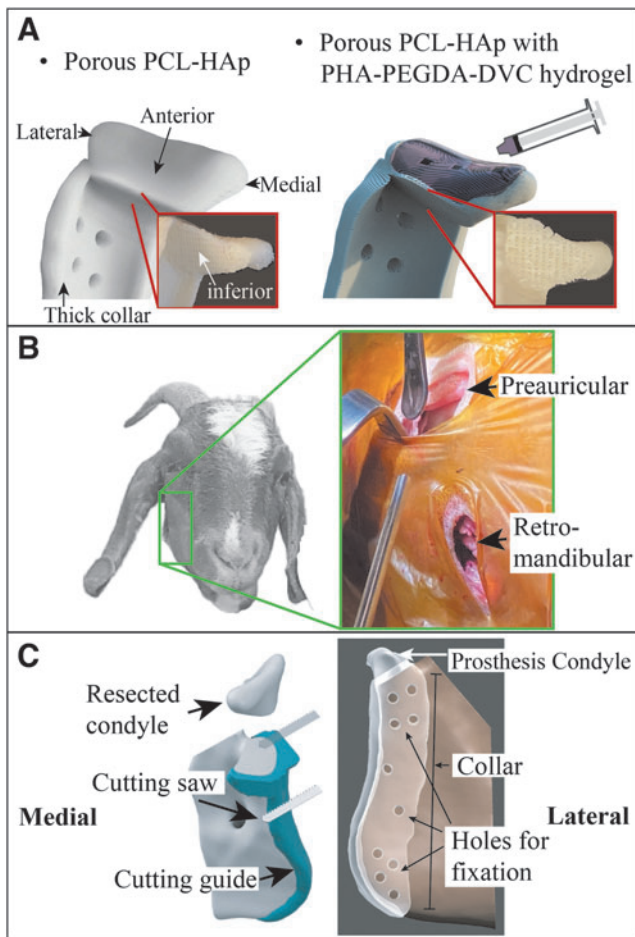 A
• Porous PCL-HAp
• Porous PCL-HAp with
PHA-PEGDA-DVC hydrogel
Lateral
Anterior
Medial
inferior
Thick collar
B
Preauricular
Retro-
mandibular
C
Resected
condyle
Cutting saw
Medial
Cutting guide
Prosthesis Condyle
Collar
Lateral
Holes for
fixation